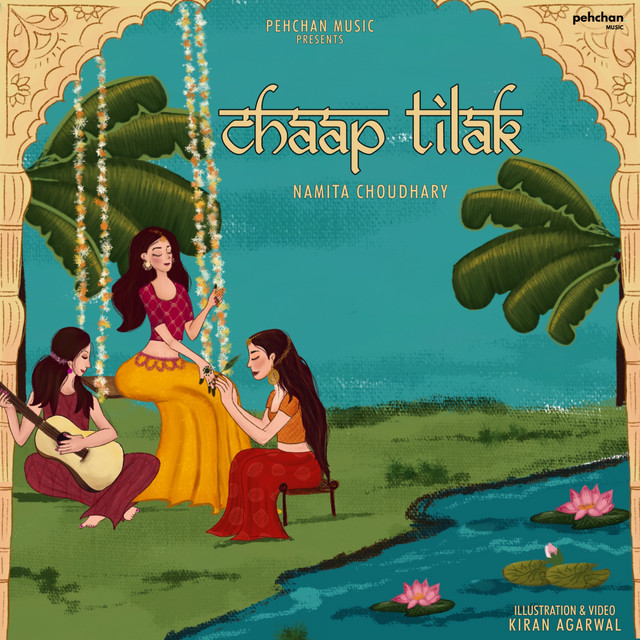 PEHCHAN MUSIC
PRESENTS
pehchan
MUSIC
chaap tilak
NAMITA CHOUDHARY
ILLUSTRATION & VIDEO
KIRAN AGARWAL